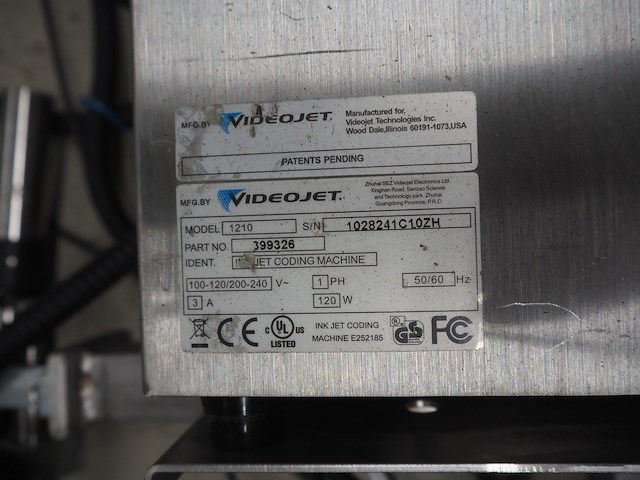 MFG.BY VIDEOJET. Manufactured for,
Videojet Technologies Inc.
Wood Dale,Illinois 60191-1073,USA
PATENTS PENDING
MFG.BY VIDEOJET. Zhuhai SEZ Videojet Electronics Ltd.
Xinghan Road, Sanzao Science
and Technology park, Zhuhai
Guangdong Province, P.R.C
MODEL 1210 S/N 1028241C10ZH
PART NO. 399326
IDENT. INK JET CODING MACHINE
100-120/200-240 V~ 1 PH 50/60 Hz
3 A 120 W
CE c UL US LISTED INK JET CODING
MACHINE E252185 GS FC